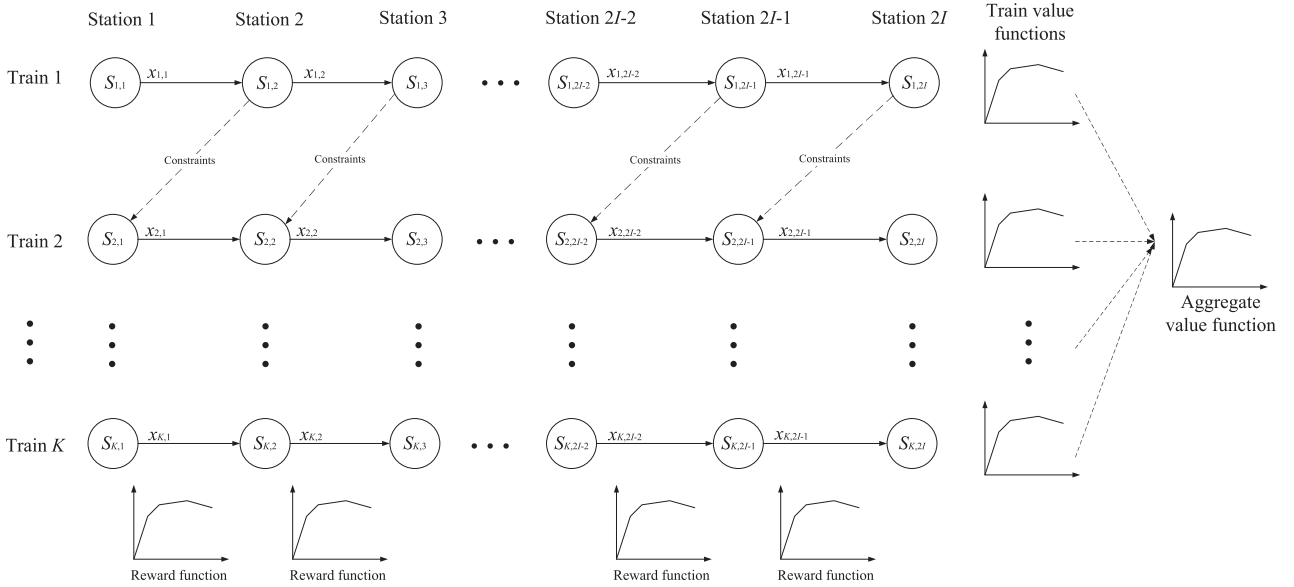 Station 1 Station 2 Station 3 Station 2I-2 Station 2I-1 Station 2I Train value functions
Train 1 S1,1 x1,1 S1,2 x1,2 S1,3 S1,2I-2 x1,2I-2 S1,2I-1 x1,2I-1 S1,2I
Constraints Constraints Constraints Constraints
Train 2 S2,1 x2,1 S2,2 x2,2 S2,3 S2,2I-2 x2,2I-2 S2,2I-1 x2,2I-1 S2,2I
Aggregate
value function
Train K SK,1 xK,1 SK,2 xK,2 SK,3 SK,2I-2 xK,2I-2 SK,2I-1 xK,2I-1 SK,2I
Reward function Reward function Reward function Reward function